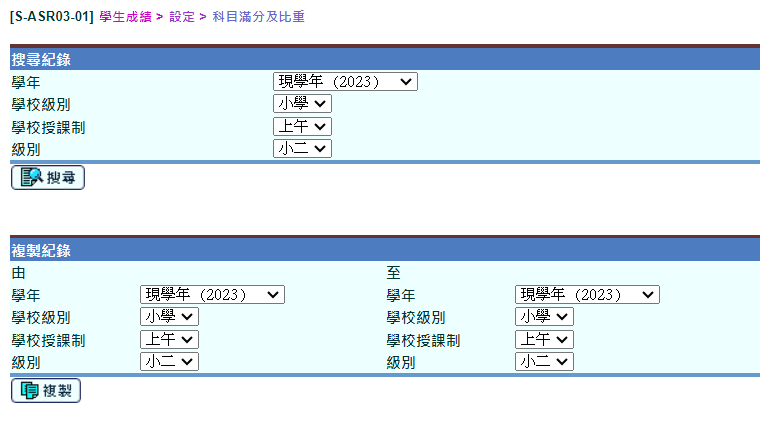 [S-ASR03-01] 學生成績 > 設定 > 科目滿分及比重
搜尋紀錄
學年 現學年 (2023)
學校級別 小學
學校授課制 上午
級別 小二
搜尋
複製紀錄
由 至
學年 現學年 (2023) 學年 現學年 (2023)
學校級別 小學 學校級別 小學
學校授課制 上午 學校授課制 上午
級別 小二 級別 小二
複製